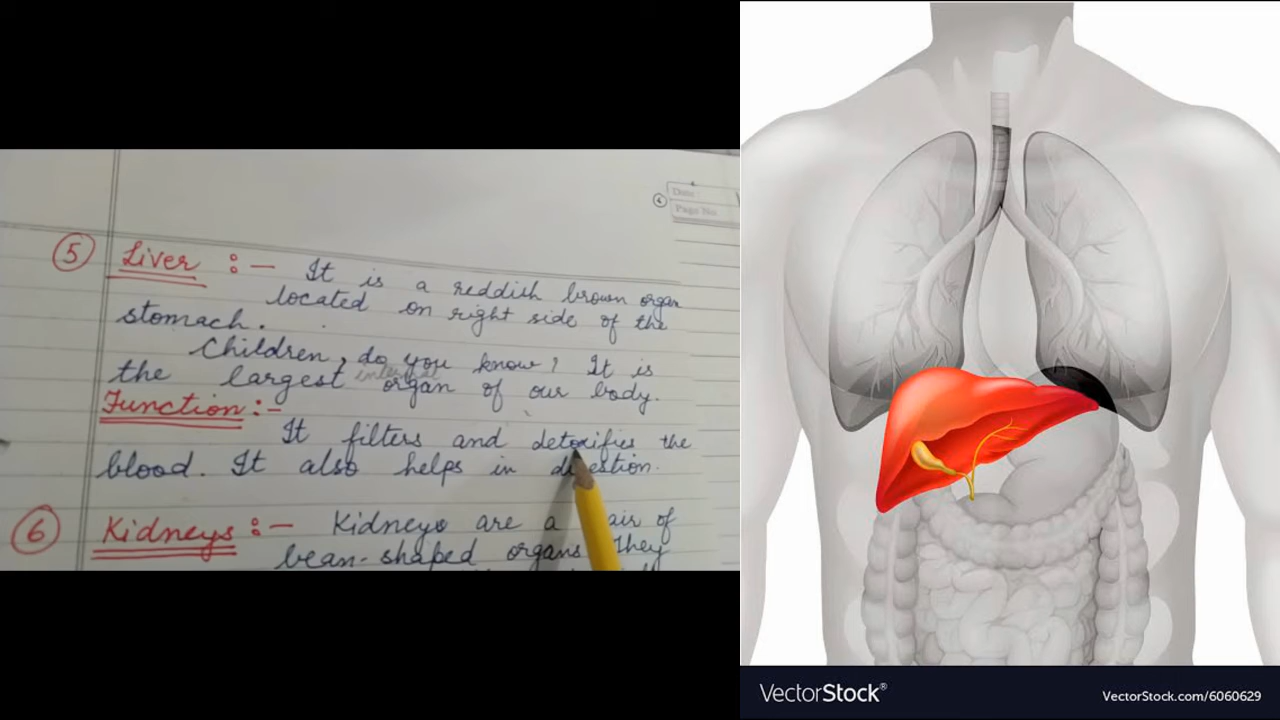 4
Date
Page No.
5 Liver :- It is a reddish brown organ
located on right side of the
stomach.
Children, do you know? It is
the largest internal organ of our body.
Function :-
It filters and detoxifies the
blood. It also helps in digestion.
6 Kidneys :- Kidneys are a pair of
bean-shaped organs. They
VectorStock®
VectorStock.com/6060629